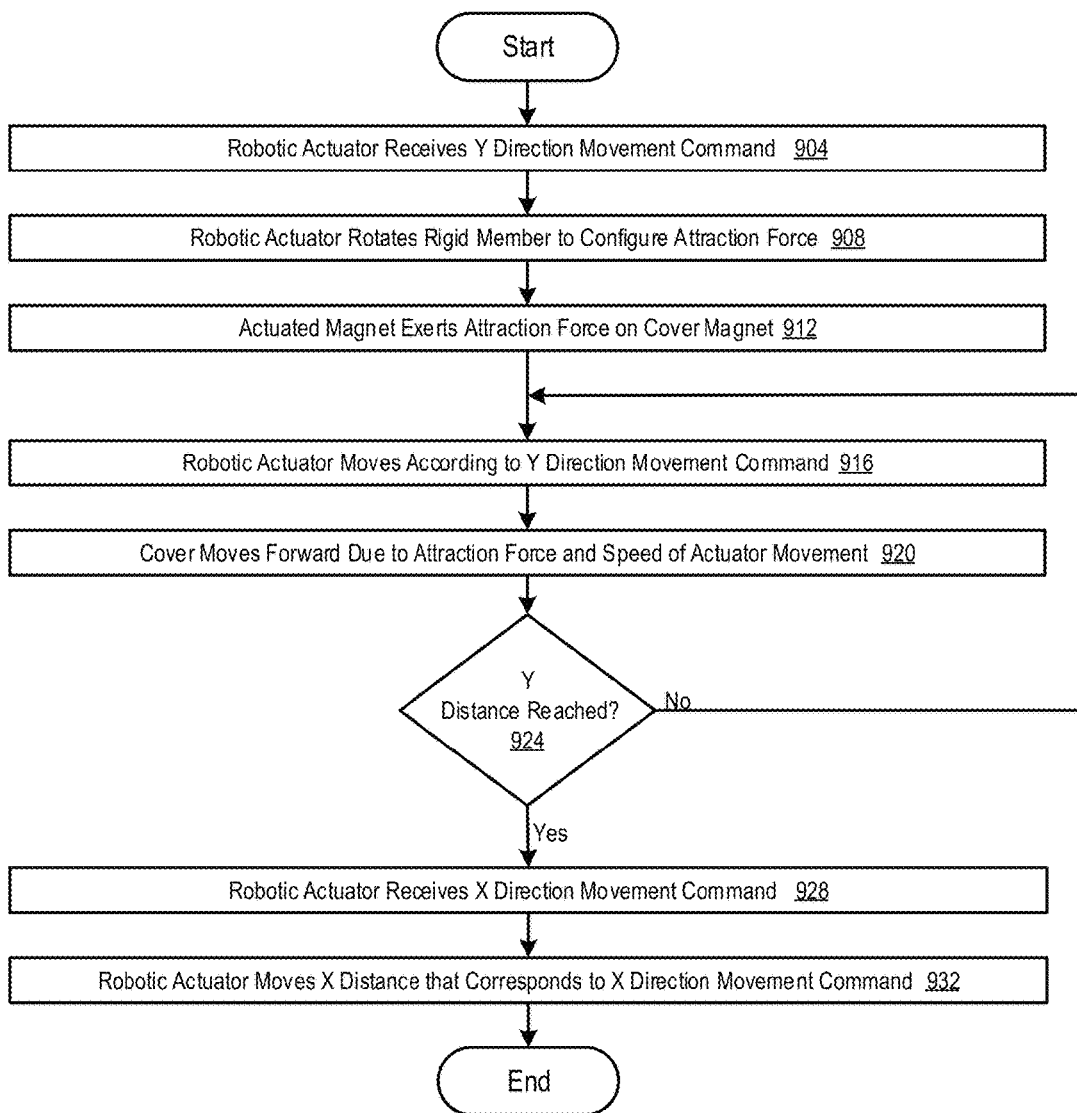 Start
Robotic Actuator Receives Y Direction Movement Command 904
Robotic Actuator Rotates Rigid Member to Configure Attraction Force 908
Actuated Magnet Exerts Attraction Force on Cover Magnet 912
Robotic Actuator Moves According to Y Direction Movement Command 916
Cover Moves Forward Due to Attraction Force and Speed of Actuator Movement 920
Y
Distance Reached?
924
No
Yes
Robotic Actuator Receives X Direction Movement Command 928
Robotic Actuator Moves X Distance that Corresponds to X Direction Movement Command 932
End